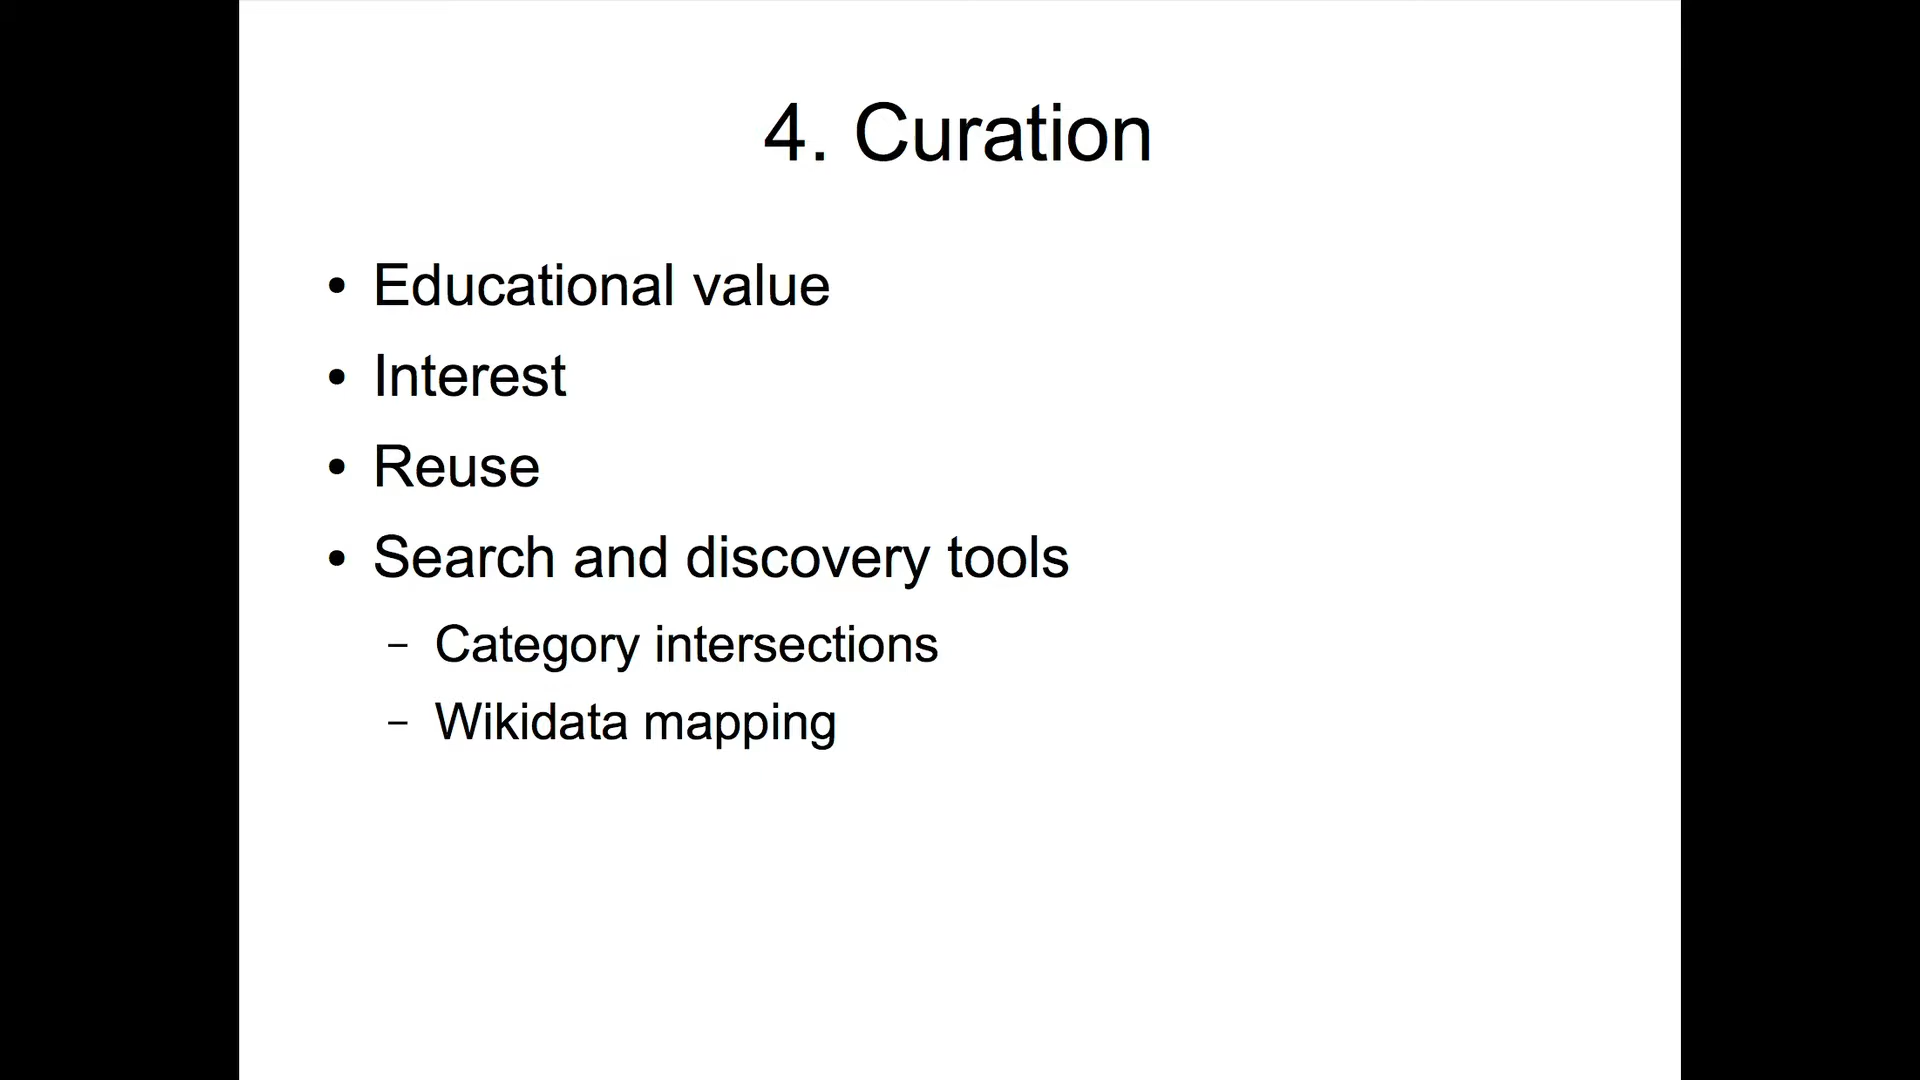 4. Curation
• Educational value
• Interest
• Reuse
• Search and discovery tools
– Category intersections
– Wikidata mapping